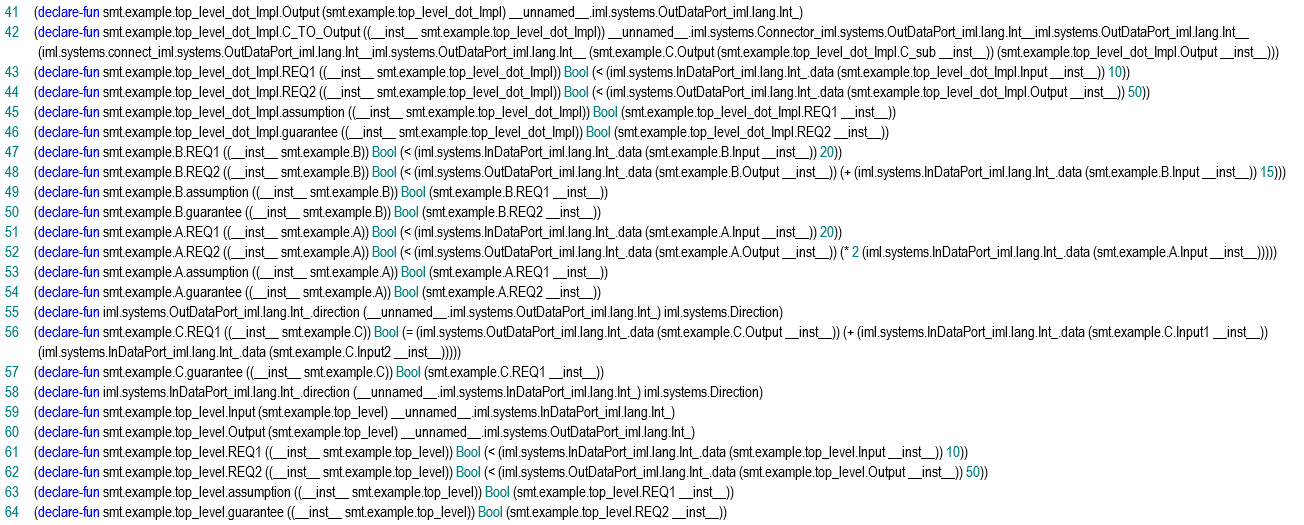 41 (declare-fun smt.example.top_level_dot_Impl.Output (smt.example.top_level_dot_Impl) __unnamed__.iml.systems.OutDataPort_iml.lang.Int_)
42 (declare-fun smt.example.top_level_dot_Impl.C_TO_Output ((__inst__ smt.example.top_level_dot_Impl)) __unnamed__.iml.systems.Connector_iml.systems.OutDataPort_iml.lang.Int__iml.systems.OutDataPort_iml.lang.Int__
(iml.systems.connect_iml.systems.OutDataPort_iml.lang.Int__iml.systems.OutDataPort_iml.lang.Int__ (smt.example.C.Output (smt.example.top_level_dot_Impl.C_sub __inst__)) (smt.example.top_level_dot_Impl.Output __inst__)))
43 (declare-fun smt.example.top_level_dot_Impl.REQ1 ((__inst__ smt.example.top_level_dot_Impl)) Bool (< (iml.systems.InDataPort_iml.lang.Int_.data (smt.example.top_level_dot_Impl.Input __inst__)) 10))
44 (declare-fun smt.example.top_level_dot_Impl.REQ2 ((__inst__ smt.example.top_level_dot_Impl)) Bool (< (iml.systems.OutDataPort_iml.lang.Int_.data (smt.example.top_level_dot_Impl.Output __inst__)) 50))
45 (declare-fun smt.example.top_level_dot_Impl.assumption ((__inst__ smt.example.top_level_dot_Impl)) Bool (smt.example.top_level_dot_Impl.REQ1 __inst__))
46 (declare-fun smt.example.top_level_dot_Impl.guarantee ((__inst__ smt.example.top_level_dot_Impl)) Bool (smt.example.top_level_dot_Impl.REQ2 __inst__))
47 (declare-fun smt.example.B.REQ1 ((__inst__ smt.example.B)) Bool (< (iml.systems.InDataPort_iml.lang.Int_.data (smt.example.B.Input __inst__)) 20))
48 (declare-fun smt.example.B.REQ2 ((__inst__ smt.example.B)) Bool (< (iml.systems.OutDataPort_iml.lang.Int_.data (smt.example.B.Output __inst__)) (+ (iml.systems.InDataPort_iml.lang.Int_.data (smt.example.B.Input __inst__)) 15)))
49 (declare-fun smt.example.B.assumption ((__inst__ smt.example.B)) Bool (smt.example.B.REQ1 __inst__))
50 (declare-fun smt.example.B.guarantee ((__inst__ smt.example.B)) Bool (smt.example.B.REQ2 __inst__))
51 (declare-fun smt.example.A.REQ1 ((__inst__ smt.example.A)) Bool (< (iml.systems.InDataPort_iml.lang.Int_.data (smt.example.A.Input __inst__)) 20))
52 (declare-fun smt.example.A.REQ2 ((__inst__ smt.example.A)) Bool (< (iml.systems.OutDataPort_iml.lang.Int_.data (smt.example.A.Output __inst__)) (* 2 (iml.systems.InDataPort_iml.lang.Int_.data (smt.example.A.Input __inst__)))))
53 (declare-fun smt.example.A.assumption ((__inst__ smt.example.A)) Bool (smt.example.A.REQ1 __inst__))
54 (declare-fun smt.example.A.guarantee ((__inst__ smt.example.A)) Bool (smt.example.A.REQ2 __inst__))
55 (declare-fun iml.systems.OutDataPort_iml.lang.Int_.direction (__unnamed__.iml.systems.OutDataPort_iml.lang.Int_) iml.systems.Direction)
56 (declare-fun smt.example.C.REQ1 ((__inst__ smt.example.C)) Bool (= (iml.systems.OutDataPort_iml.lang.Int_.data (smt.example.C.Output __inst__)) (+ (iml.systems.InDataPort_iml.lang.Int_.data (smt.example.C.Input1 __inst__))
(iml.systems.InDataPort_iml.lang.Int_.data (smt.example.C.Input2 __inst__)))))
57 (declare-fun smt.example.C.guarantee ((__inst__ smt.example.C)) Bool (smt.example.C.REQ1 __inst__))
58 (declare-fun iml.systems.InDataPort_iml.lang.Int_.direction (__unnamed__.iml.systems.InDataPort_iml.lang.Int_) iml.systems.Direction)
59 (declare-fun smt.example.top_level.Input (smt.example.top_level) __unnamed__.iml.systems.InDataPort_iml.lang.Int_)
60 (declare-fun smt.example.top_level.Output (smt.example.top_level) __unnamed__.iml.systems.OutDataPort_iml.lang.Int_)
61 (declare-fun smt.example.top_level.REQ1 ((__inst__ smt.example.top_level)) Bool (< (iml.systems.InDataPort_iml.lang.Int_.data (smt.example.top_level.Input __inst__)) 10))
62 (declare-fun smt.example.top_level.REQ2 ((__inst__ smt.example.top_level)) Bool (< (iml.systems.OutDataPort_iml.lang.Int_.data (smt.example.top_level.Output __inst__)) 50))
63 (declare-fun smt.example.top_level.assumption ((__inst__ smt.example.top_level)) Bool (smt.example.top_level.REQ1 __inst__))
64 (declare-fun smt.example.top_level.guarantee ((__inst__ smt.example.top_level)) Bool (smt.example.top_level.REQ2 __inst__))